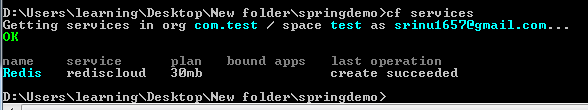 D:\Users\learning\Desktop\New folder\springdemo>cf services
Getting services in org com.test / space test as srinu1657@gmail.com...
OK
name service plan bound apps last operation
Redis rediscloud 30mb create succeeded
D:\Users\learning\Desktop\New folder\springdemo>